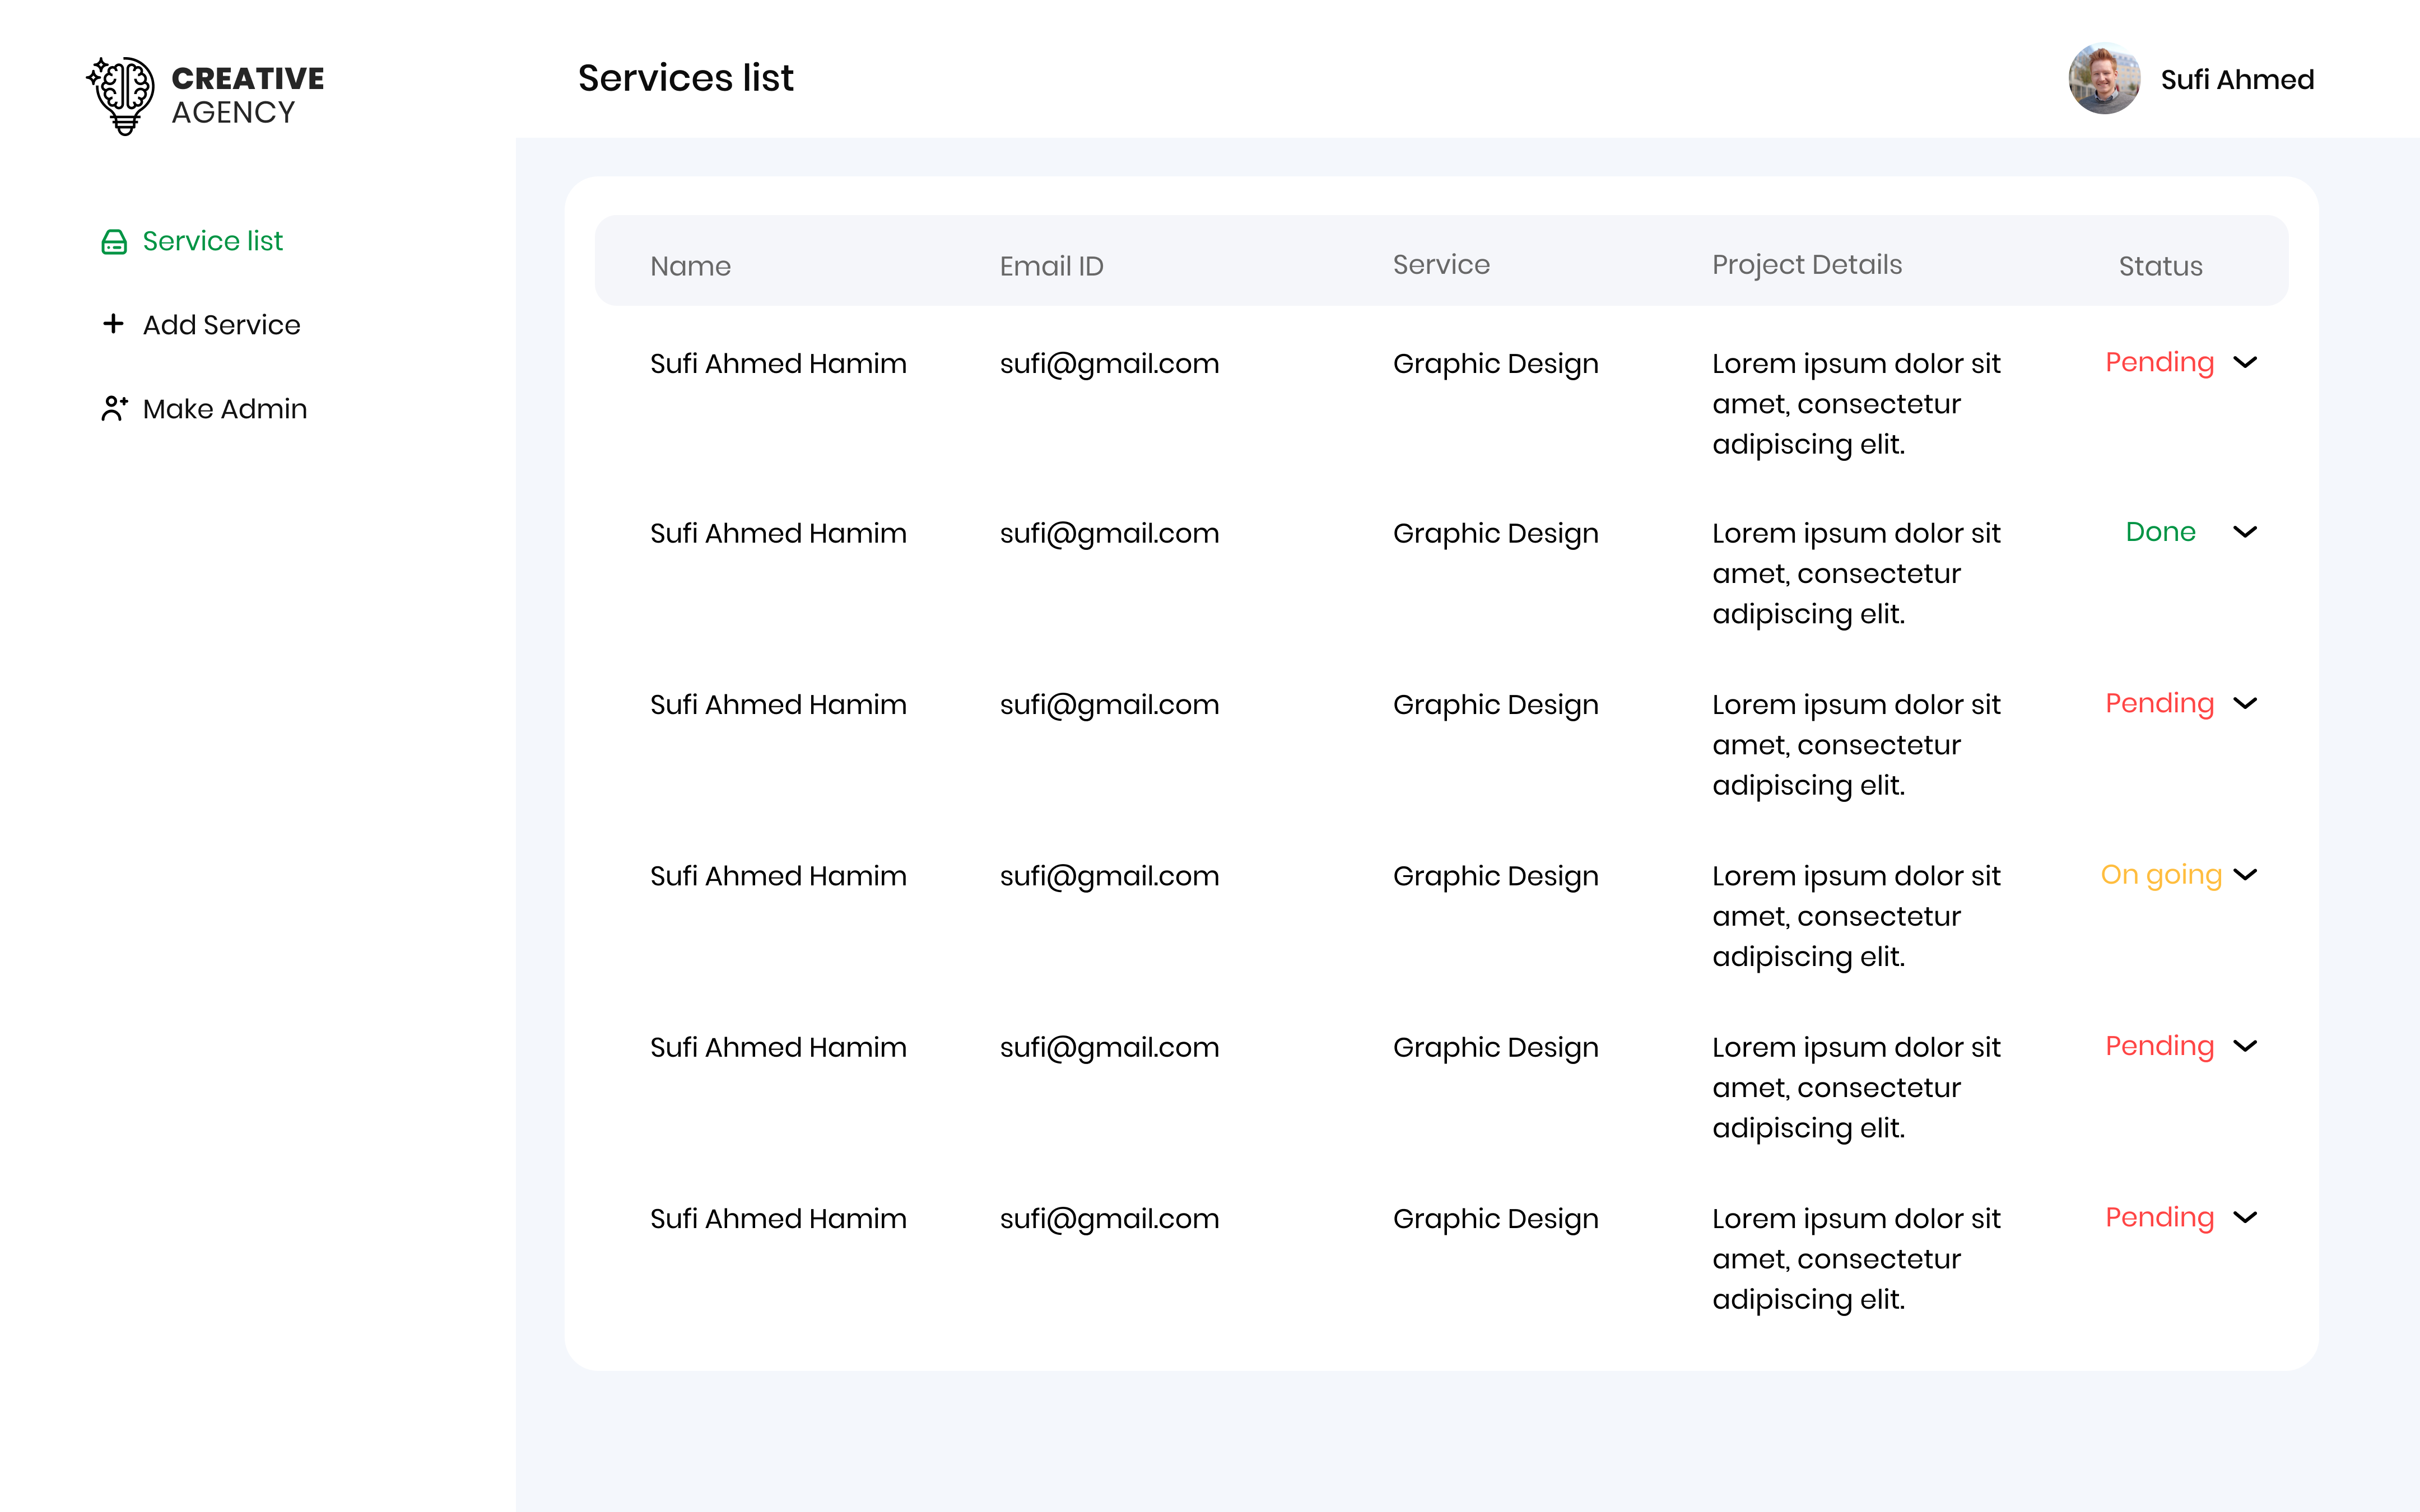 CREATIVE
AGENCY
Services list
Sufi Ahmed
Service list
Add Service
Make Admin
Name Email ID Service Project Details Status
Sufi Ahmed Hamim sufi@gmail.com Graphic Design Lorem ipsum dolor sit Pending
amet, consectetur
adipiscing elit.
Sufi Ahmed Hamim sufi@gmail.com Graphic Design Lorem ipsum dolor sit Done
amet, consectetur
adipiscing elit.
Sufi Ahmed Hamim sufi@gmail.com Graphic Design Lorem ipsum dolor sit Pending
amet, consectetur
adipiscing elit.
Sufi Ahmed Hamim sufi@gmail.com Graphic Design Lorem ipsum dolor sit On going
amet, consectetur
adipiscing elit.
Sufi Ahmed Hamim sufi@gmail.com Graphic Design Lorem ipsum dolor sit Pending
amet, consectetur
adipiscing elit.
Sufi Ahmed Hamim sufi@gmail.com Graphic Design Lorem ipsum dolor sit Pending
amet, consectetur
adipiscing elit.